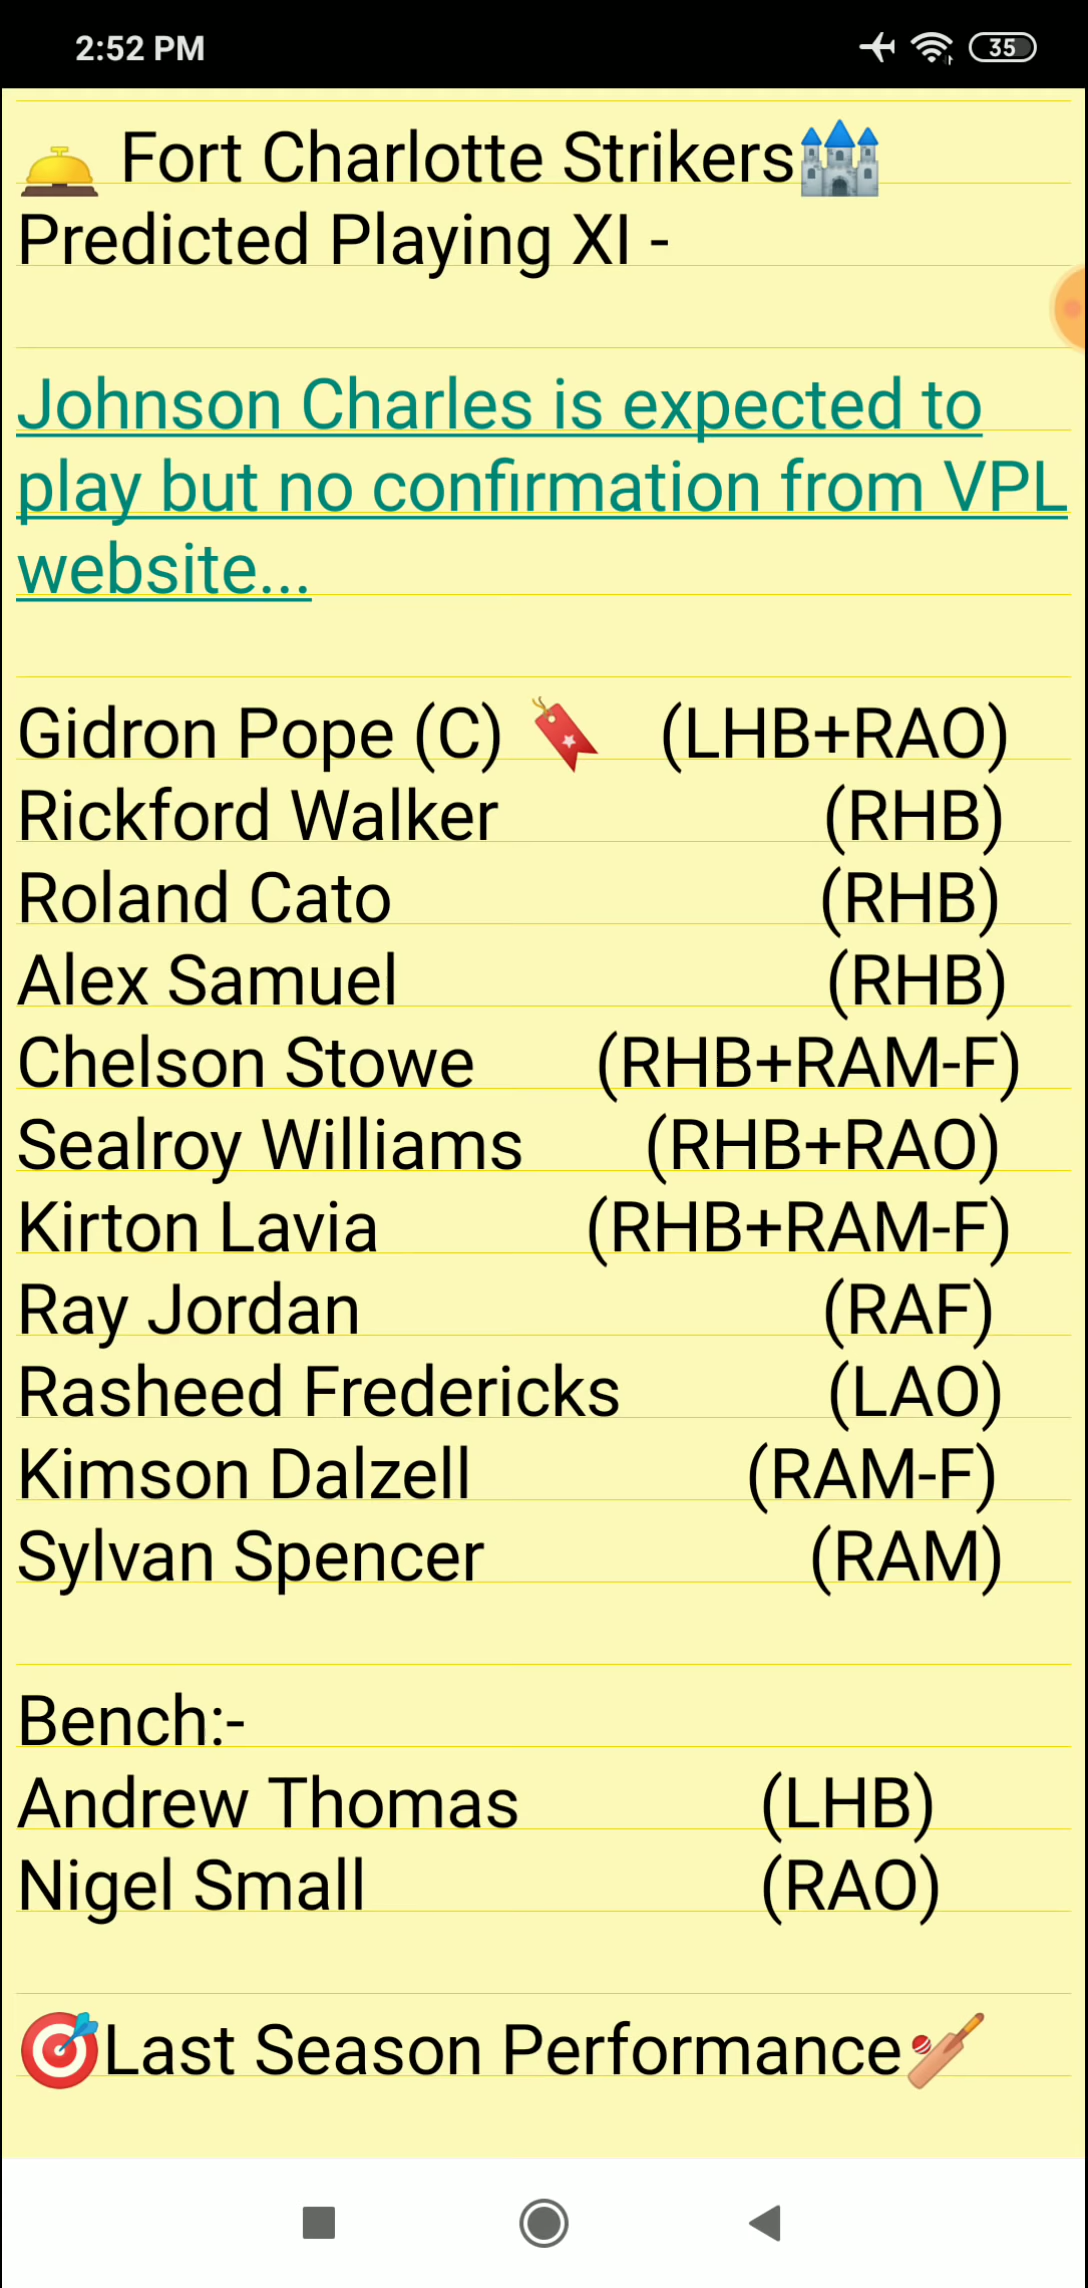 2:52 PM
35
🛎 Fort Charlotte Strikers🏰
Predicted Playing XI -
Johnson Charles is expected to
play but no confirmation from VPL
website...
Gidron Pope (C) 🔖 (LHB+RAO)
Rickford Walker (RHB)
Roland Cato (RHB)
Alex Samuel (RHB)
Chelson Stowe (RHB+RAM-F)
Sealroy Williams (RHB+RAO)
Kirton Lavia (RHB+RAM-F)
Ray Jordan (RAF)
Rasheed Fredericks (LAO)
Kimson Dalzell (RAM-F)
Sylvan Spencer (RAM)
Bench:-
Andrew Thomas (LHB)
Nigel Small (RAO)
🎯Last Season Performance🏏